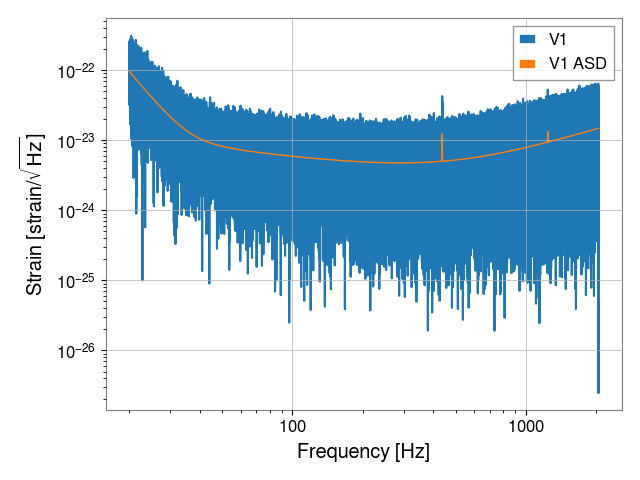 V1
V1 ASD
10⁻²²
10⁻²³
10⁻²⁴
10⁻²⁵
10⁻²⁶
Strain [strain/√Hz]
100
1000
Frequency [Hz]